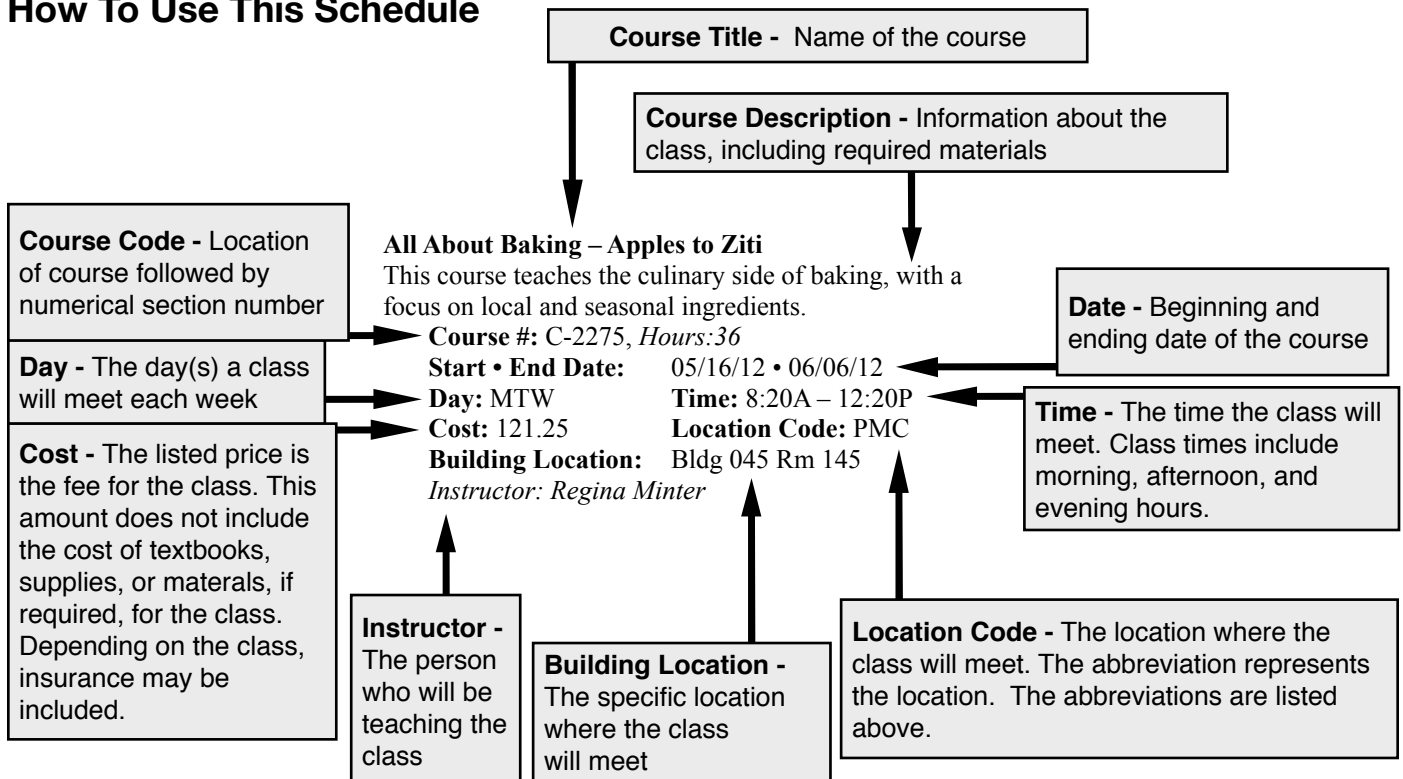 How To Use This Schedule
Course Title - Name of the course
Course Description - Information about the
class, including required materials
Course Code - Location
of course followed by
numerical section number
Day - The day(s) a class
will meet each week
Cost - The listed price is
the fee for the class. This
amount does not include
the cost of textbooks,
supplies, or materals, if
required, for the class.
Depending on the class,
insurance may be
included.
All About Baking – Apples to Ziti
This course teaches the culinary side of baking, with a
focus on local and seasonal ingredients.
Course #: C-2275, Hours:36
Start • End Date: 05/16/12 • 06/06/12
Day: MTW Time: 8:20A – 12:20P
Cost: 121.25 Location Code: PMC
Building Location: Bldg 045 Rm 145
Instructor: Regina Minter
Date - Beginning and
ending date of the course
Time - The time the class will
meet. Class times include
morning, afternoon, and
evening hours.
Instructor -
The person
who will be
teaching the
class
Building Location -
The specific location
where the class
will meet
Location Code - The location where the
class will meet. The abbreviation represents
the location. The abbreviations are listed
above.